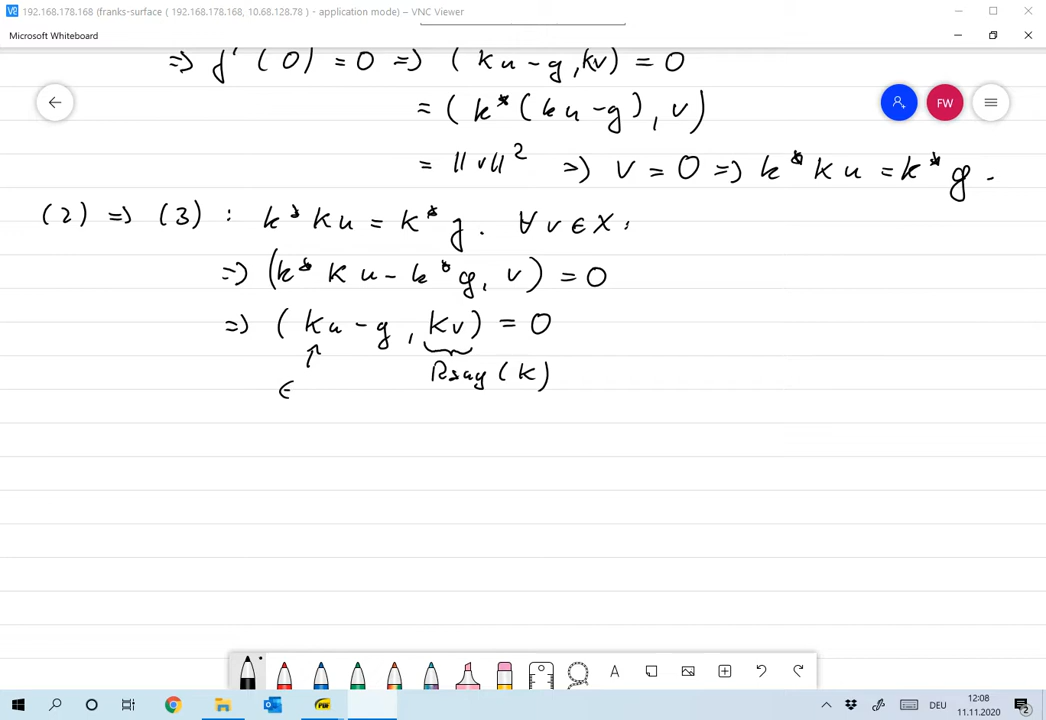 192.168.178.168 (franks-surface ( 192.168.178.168, 10.68.128.78 ) - application mode) – VNC Viewer
Microsoft Whiteboard
⇒ f'(0) = 0 ⇒ (Ku - g, Kv) = 0
= (K*(Ku - g), v)
= ||v||² ⇒ v = 0 ⇒ K*Ku = K*g.
(2) ⇒ (3) : K*Ku = K*g. ∀ v ∈ X:
⇒ (K*Ku - K*g, v) = 0
⇒ (Ku - g, Kv) = 0
↑ (K)
∈
FW
A
DEU
12:08
11.11.2020
2